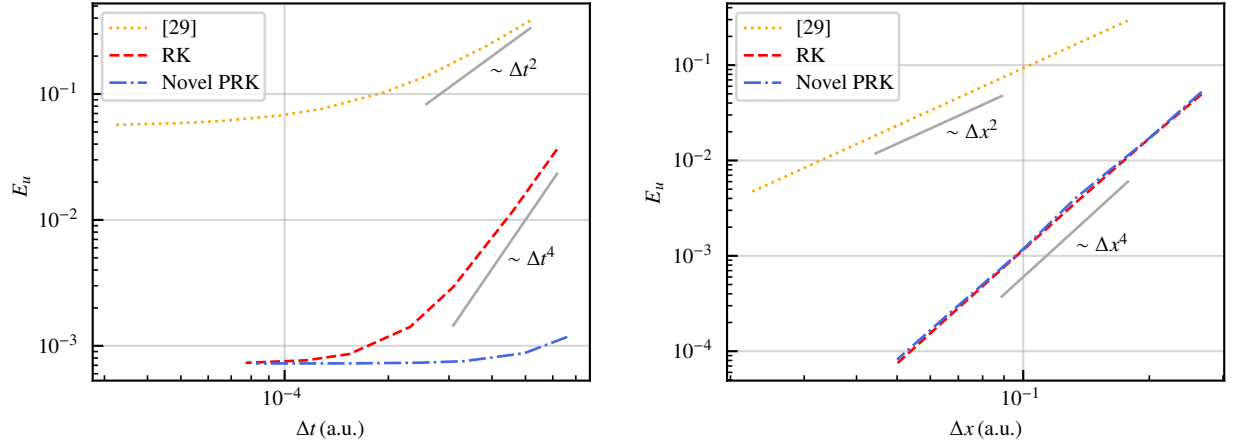 [29]
RK
Novel PRK
~ Δt²
~ Δt⁴
10⁻¹
10⁻²
10⁻³
E_u
10⁻⁴
Δt (a.u.)
[29]
RK
Novel PRK
~ Δx²
~ Δx⁴
10⁻¹
10⁻²
10⁻³
10⁻⁴
E_u
10⁻¹
Δx (a.u.)